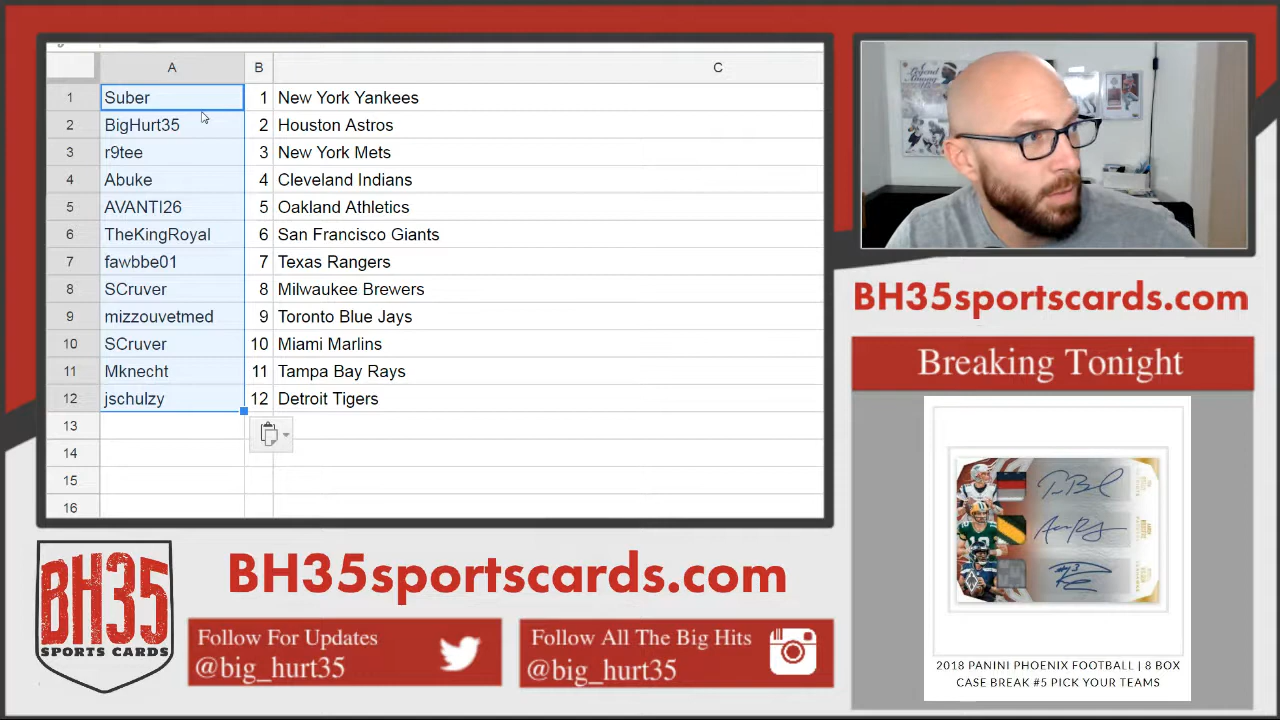 A B C
1 Suber 1 New York Yankees
2 BigHurt35 2 Houston Astros
3 r9tee 3 New York Mets
4 Abuke 4 Cleveland Indians
5 AVANTI26 5 Oakland Athletics
6 TheKingRoyal 6 San Francisco Giants
7 fawbbe01 7 Texas Rangers
8 SCruver 8 Milwaukee Brewers
9 mizzouvetmed 9 Toronto Blue Jays
10 SCruver 10 Miami Marlins
11 Mknecht 11 Tampa Bay Rays
12 jschulzy 12 Detroit Tigers
13
14
15
16
BH35sportscards.com
Breaking Tonight
2018 PANINI PHOENIX FOOTBALL | 8 BOX
CASE BREAK #5 PICK YOUR TEAMS
BH35
SPORTS CARDS
BH35sportscards.com
Follow For Updates
@big_hurt35
Follow All The Big Hits
@big_hurt35